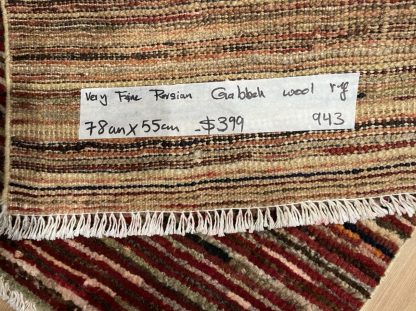 Very Fine Persian Gabbeh wool rug
78cm x 55cm - $399 943